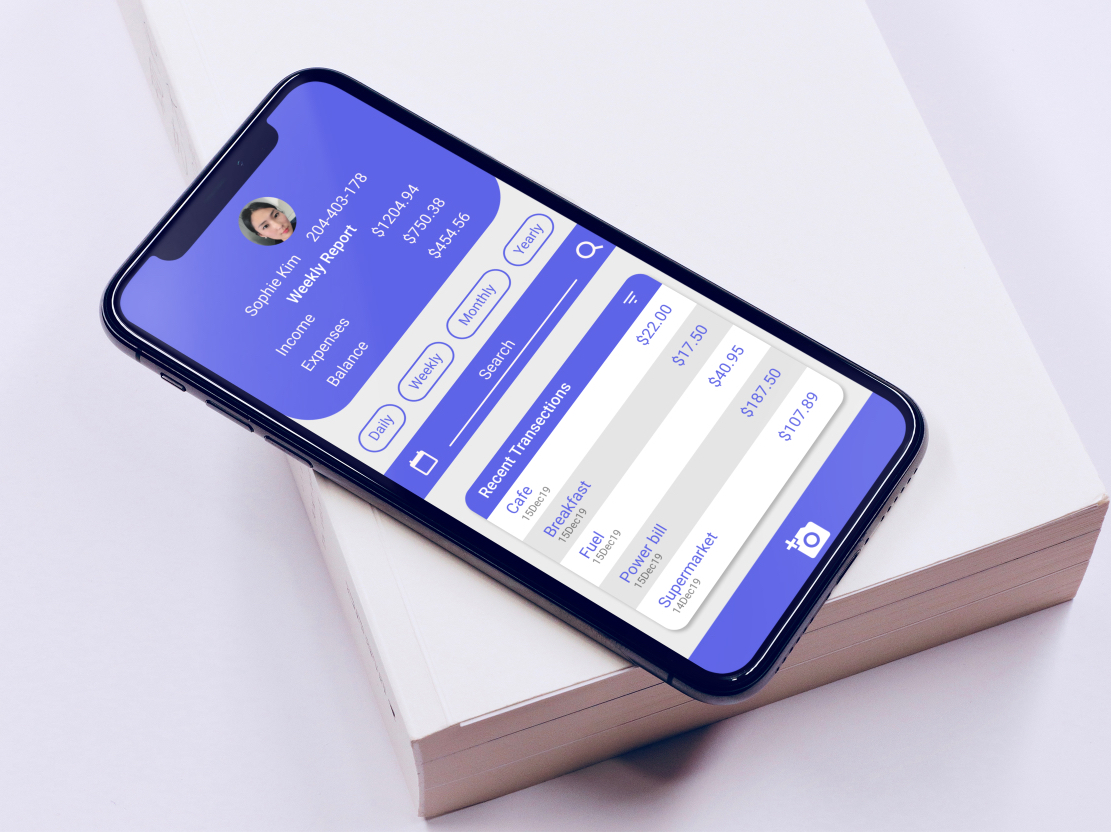 Sophie Kim 204-403-178
Weekly Report
Income $1204.94
Expenses $750.38
Balance $454.56
Daily Weekly Monthly Yearly
Search
Recent Transections
Cafe $22.00
15Dec19
Breakfast $17.50
15Dec19
Fuel $40.95
15Dec19
Power bill $187.50
15Dec19
Supermarket $107.89
14Dec19